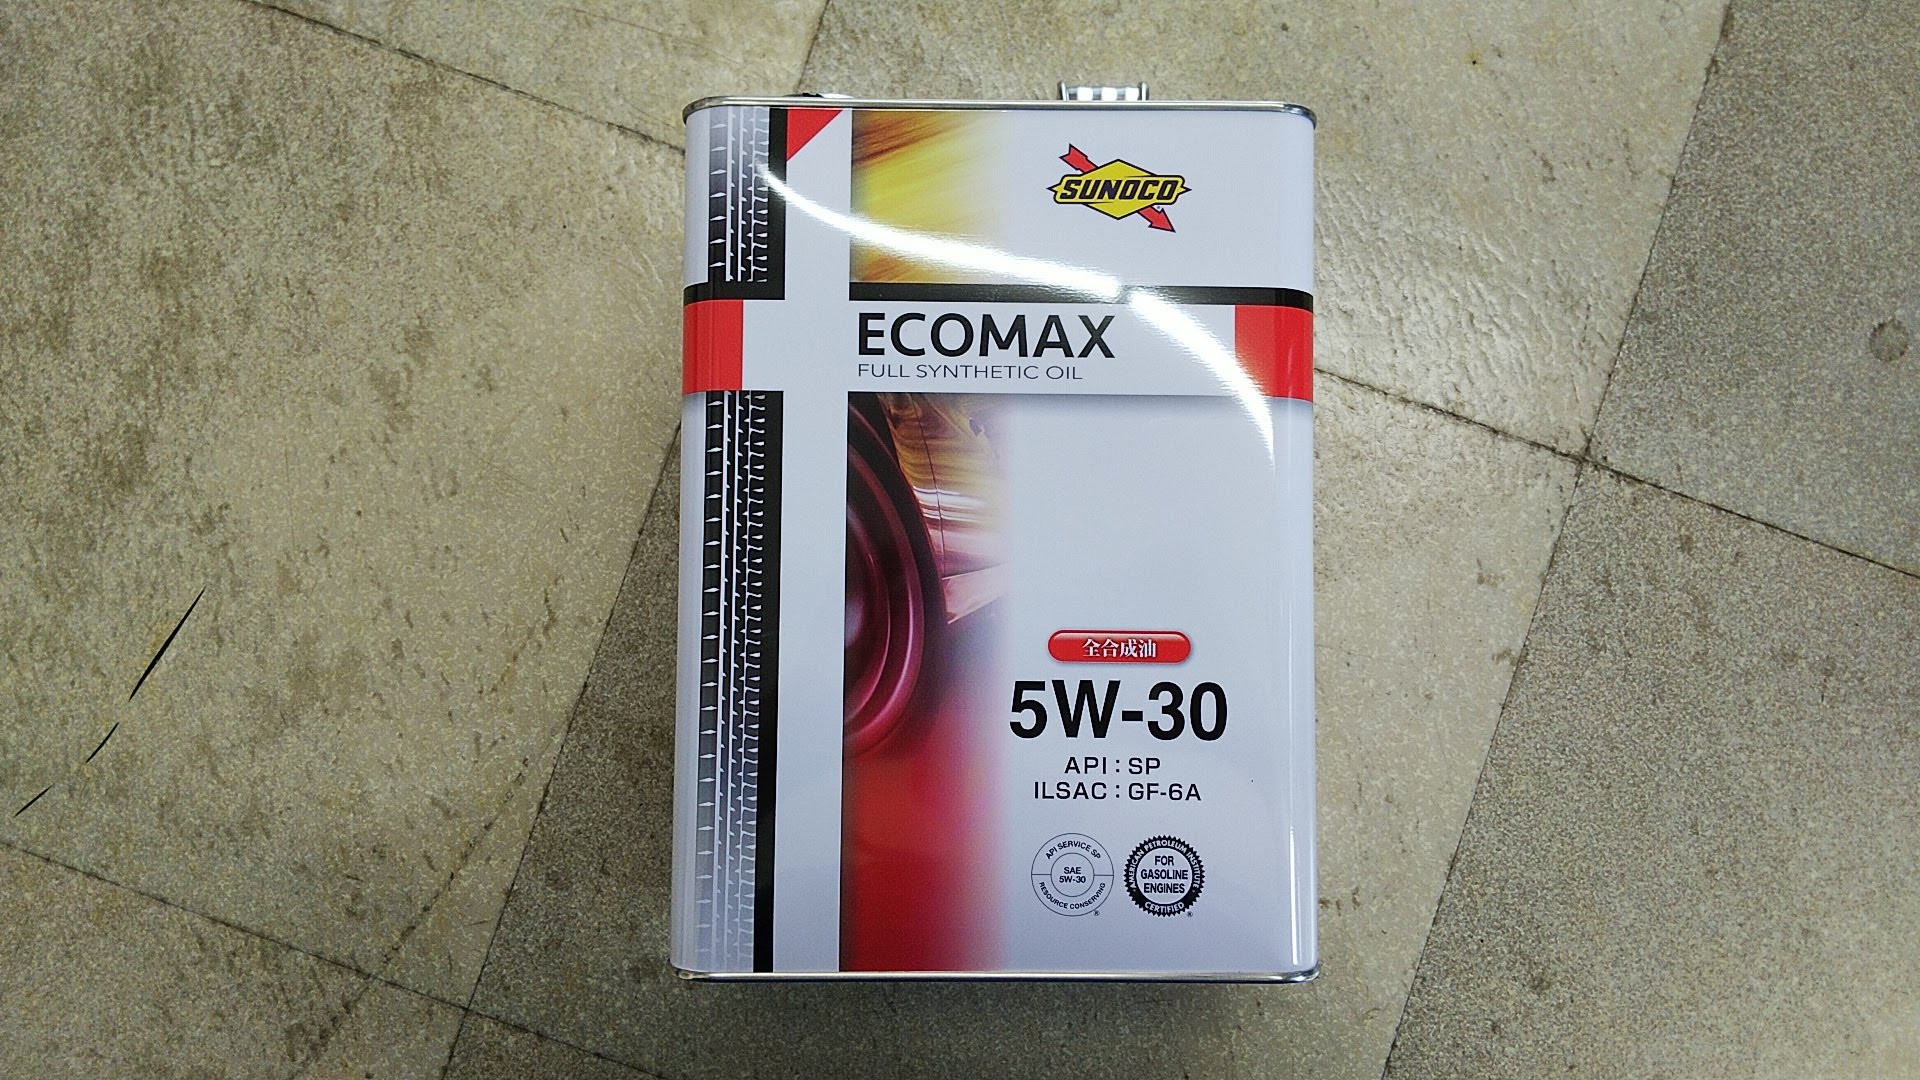 SUNOCO
ECOMAX
FULL SYNTHETIC OIL
全合成油
5W-30
API : SP
ILSAC : GF-6A
API SERVICE SP
SAE
5W-30
RESOURCE CONSERVING
®
AMERICAN PETROLEUM INSTITUTE
FOR
GASOLINE
ENGINES
CERTIFIED
®